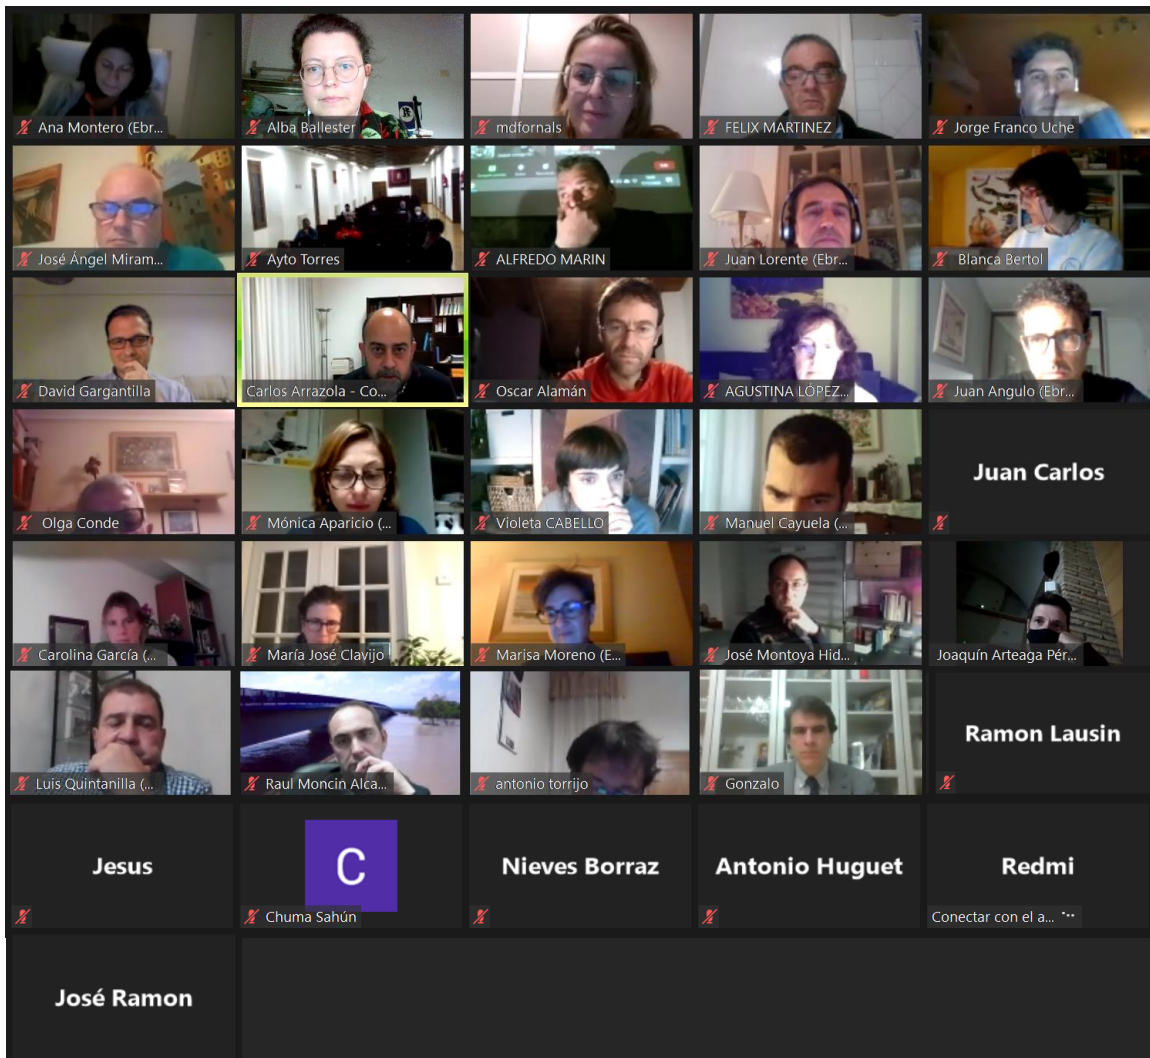 Ana Montero (Ebr...
Alba Ballester
mdfornals
FELIX MARTINEZ
Jorge Franco Uche
José Ángel Miram...
Ayto Torres
ALFREDO MARIN
Juan Lorente (Ebr...
Blanca Bertol
David Gargantilla
Carlos Arrazola - Co...
Oscar Alamán
AGUSTINA LÓPEZ...
Juan Angulo (Ebr...
Olga Conde
Mónica Aparicio (...
Violeta CABELLO
Manuel Cayuela (...
Juan Carlos
Carolina García (...
María José Clavijo
Marisa Moreno (E...
José Montoya Hid...
Joaquín Arteaga Pér...
Luis Quintanilla (...
Raul Moncin Alca...
antonio torrijo
Gonzalo
Ramon Lausin
Jesus
C
Chuma Sahún
Nieves Borraz
Antonio Huguet
Redmi
Conectar con el a...
José Ramon